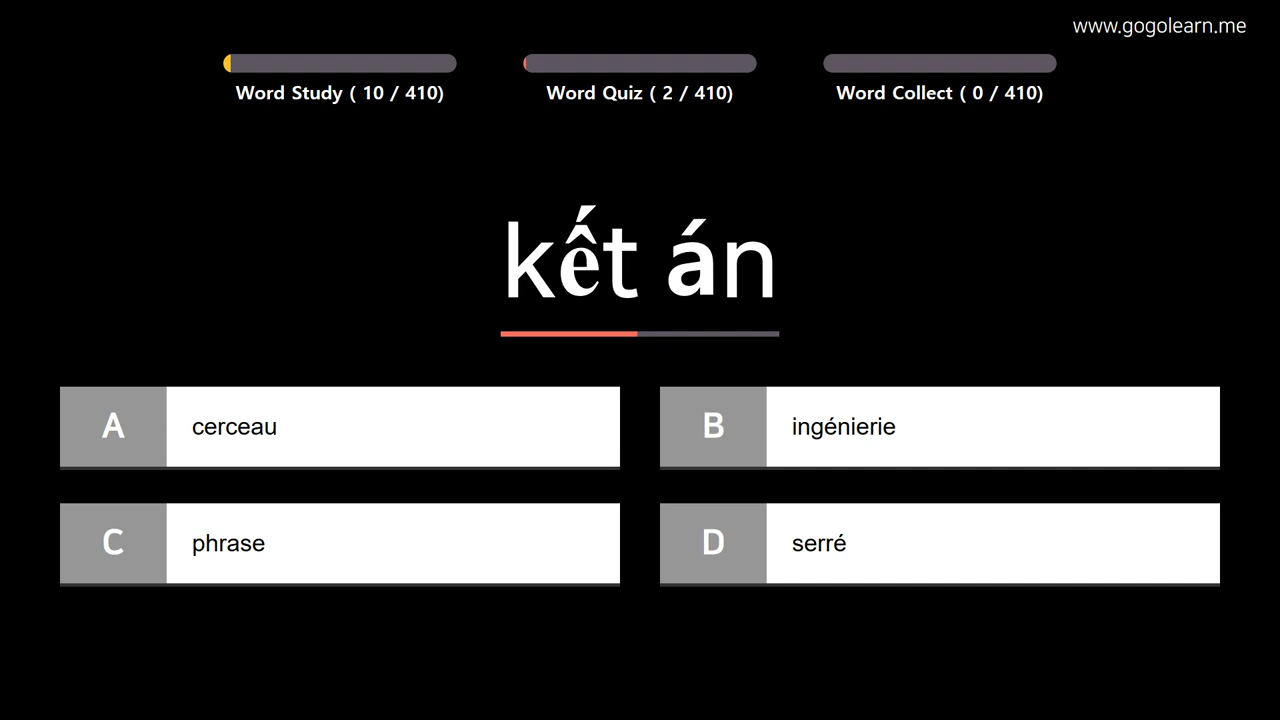 www.gogolearn.me
Word Study ( 10 / 410)
Word Quiz ( 2 / 410)
Word Collect ( 0 / 410)
kết án
A cerceau
B ingénierie
C phrase
D serré